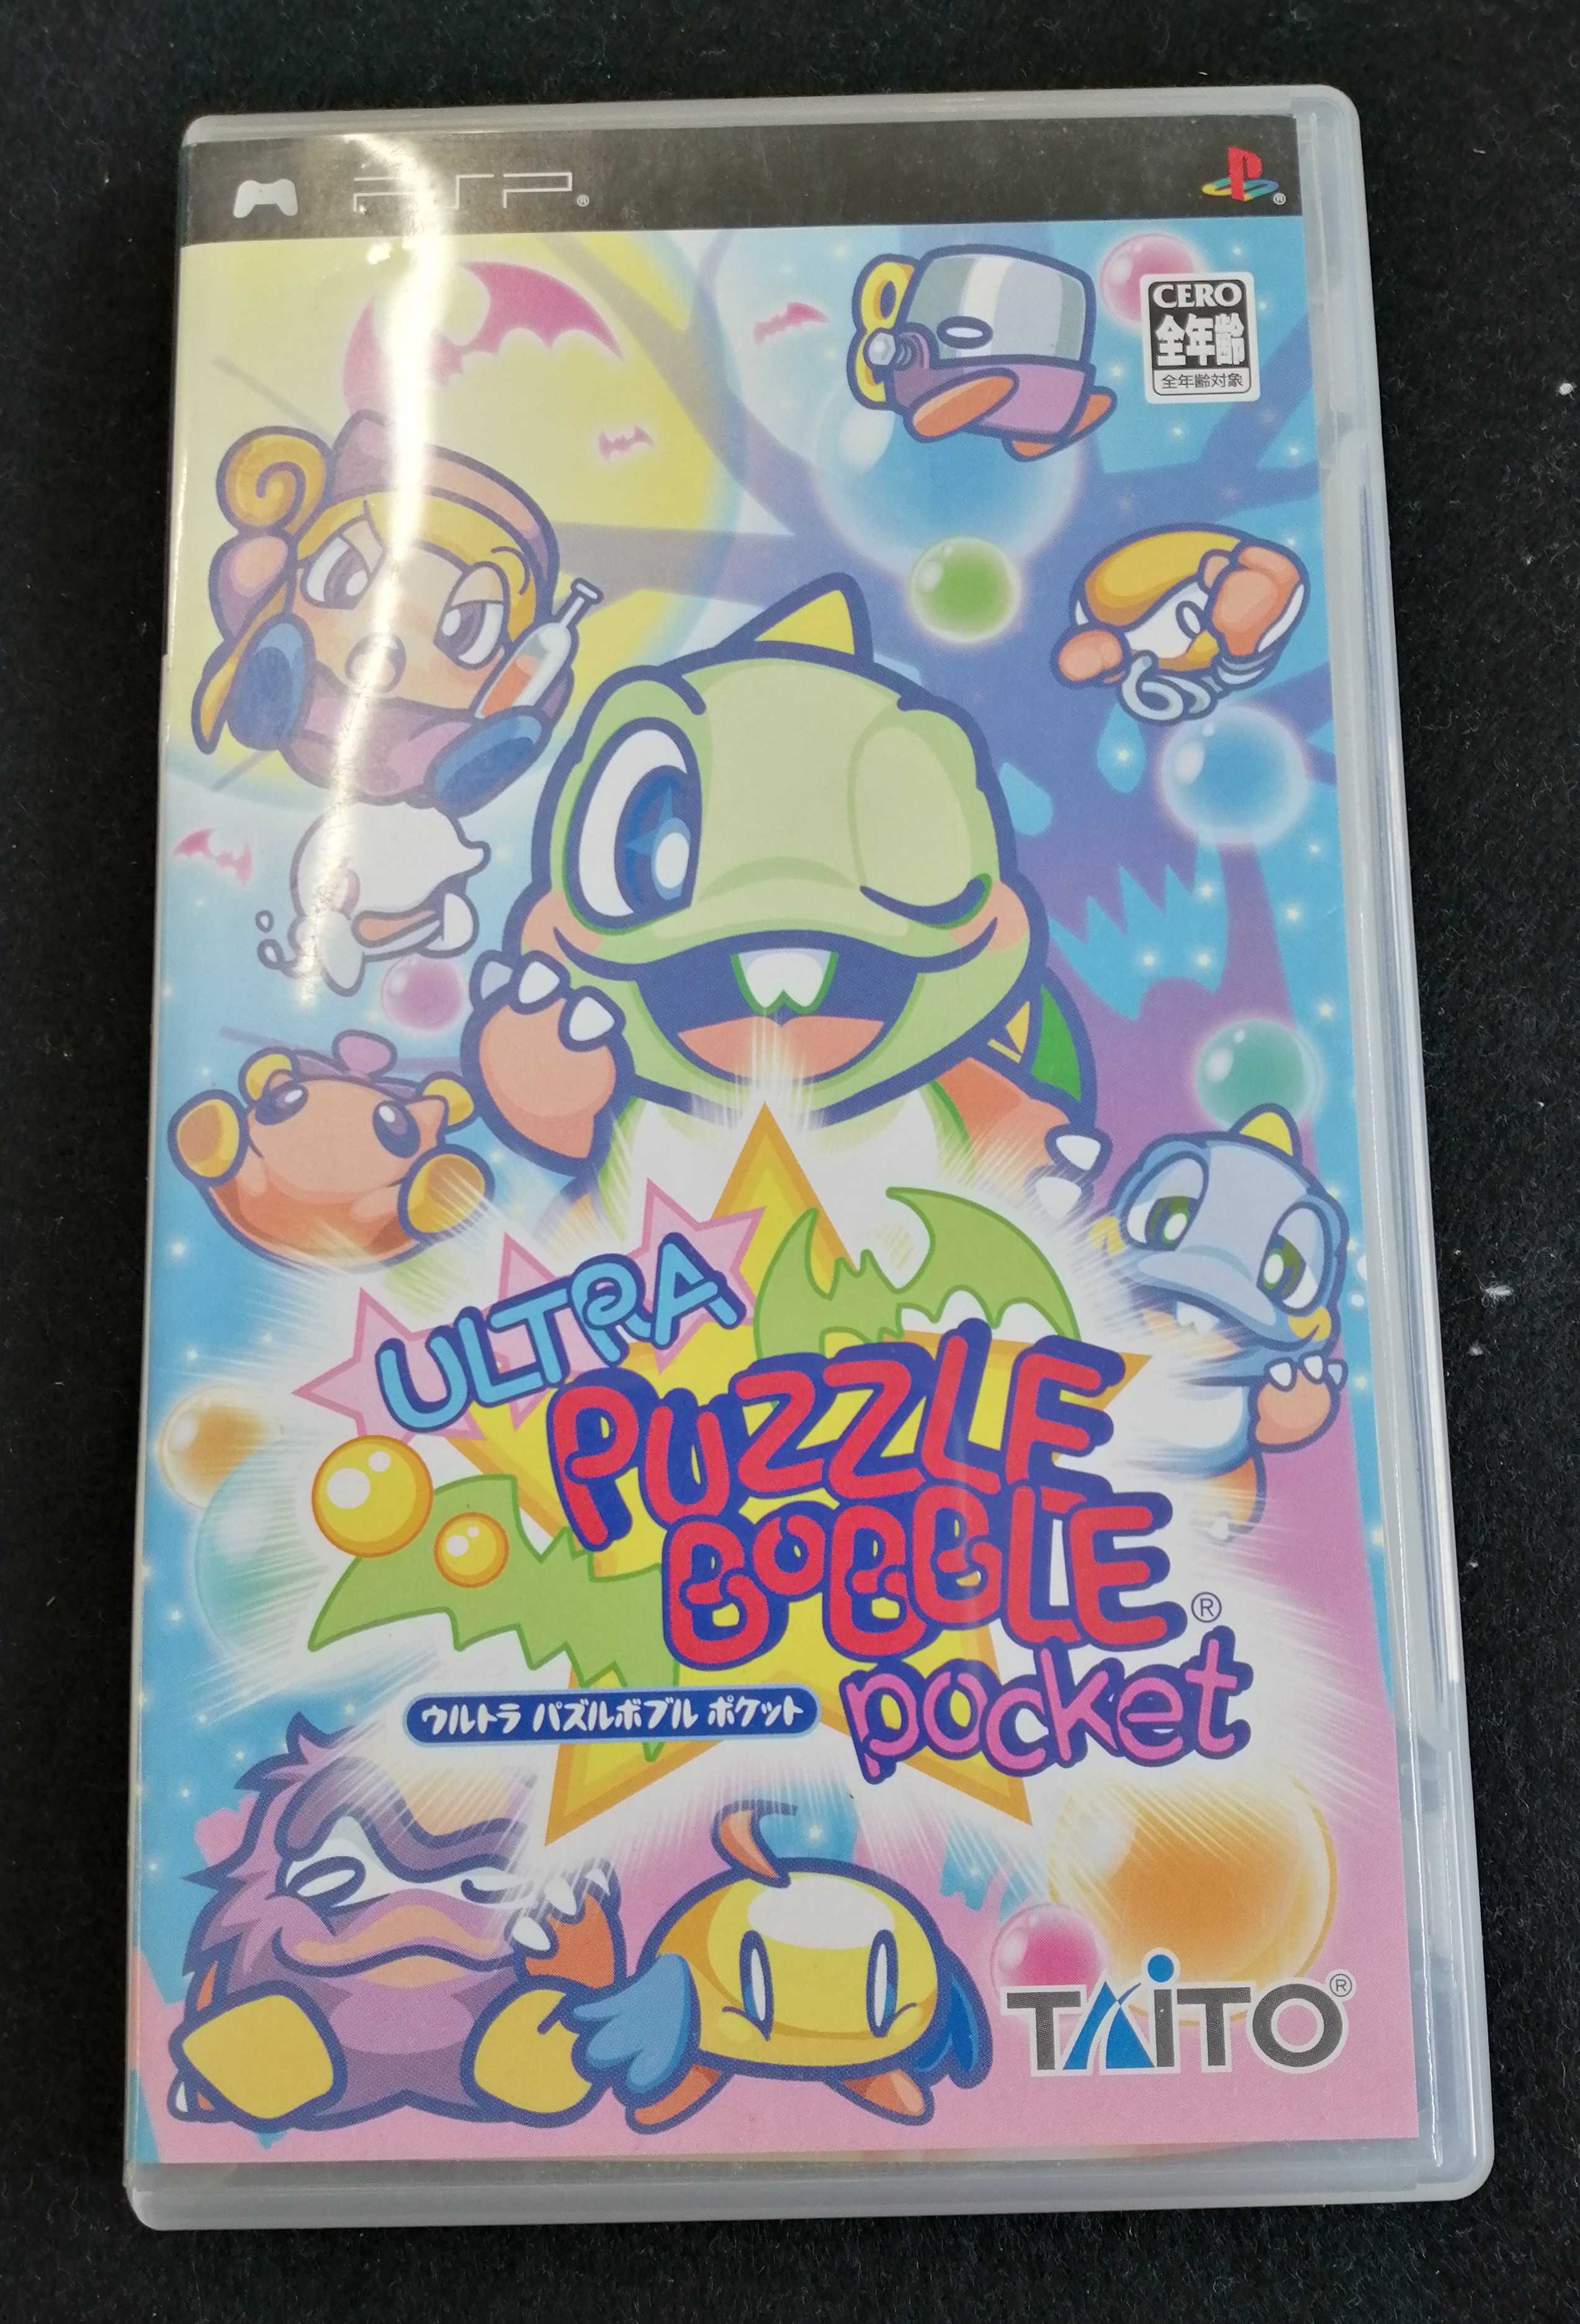 PSP®
®
CERO
全年齢
全年齢対象
ULTRA
PUZZLE
BOBBLE®
pocket
ウルトラ パズルボブル ポケット
TAITO®